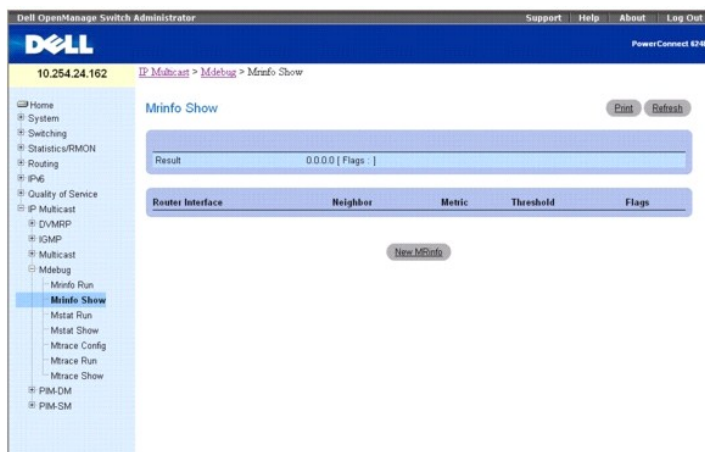 Dell OpenManage Switch Administrator
Support Help About Log Out
DELL
PowerConnect 624
10.254.24.162
IP Multicast > Mdebug > Mrinfo Show
Home
System
Switching
Statistics/RMON
Routing
IPv6
Quality of Service
IP Multicast
DVMRP
IGMP
Multicast
Mdebug
Mrinfo Run
Mrinfo Show
Mstat Run
Mstat Show
Mtrace Config
Mtrace Run
Mtrace Show
PIM-DM
PIM-SM
Mrinfo Show
Print Refresh
Result 0.0.0.0 [ Flags : ]
Router Interface Neighbor Metric Threshold Flags
New MRinfo